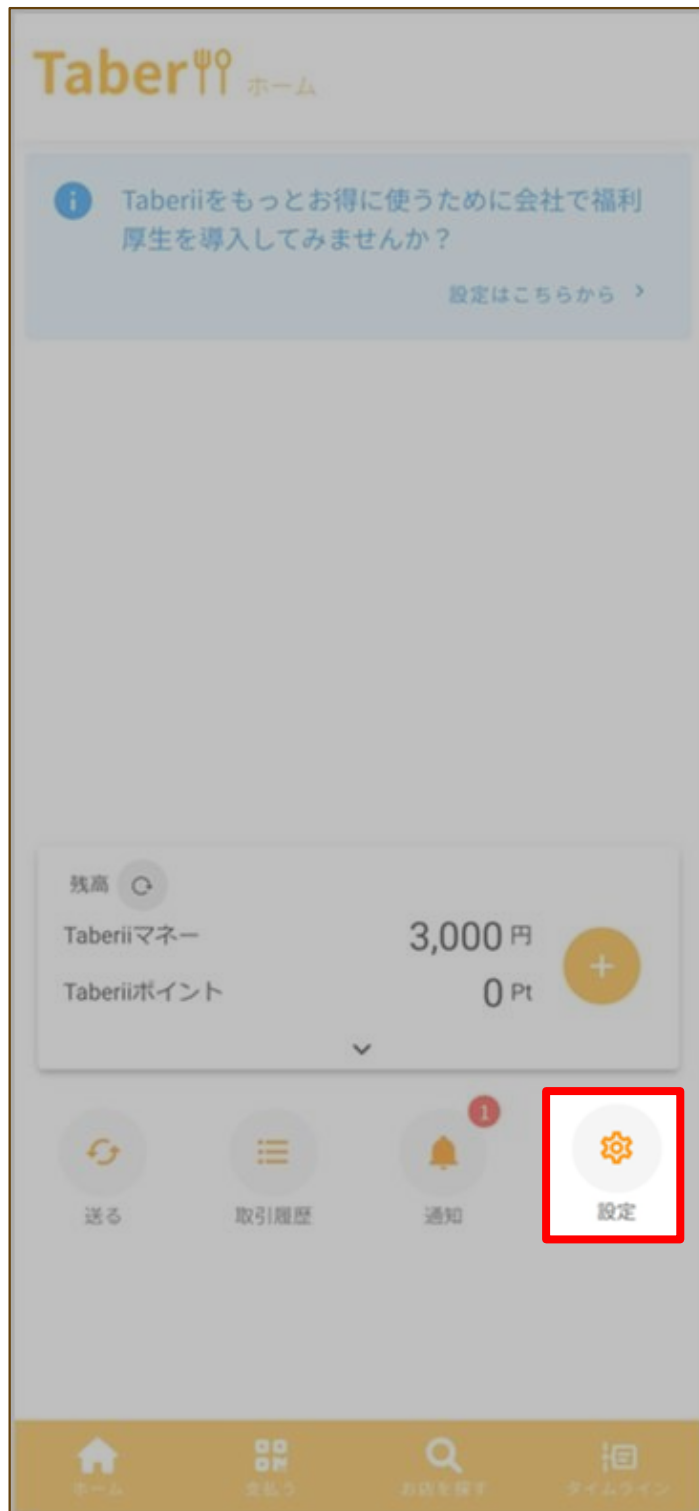 Taberii ホーム
Taberiiをもっとお得に使うために会社で福利
厚生を導入してみませんか？
設定はこちらから
残高
Taberiiマネー 3,000 円
Taberiiポイント 0 Pt
1
送る 取引履歴 通知 設定
ホーム 支払う お店を探す タイムライン